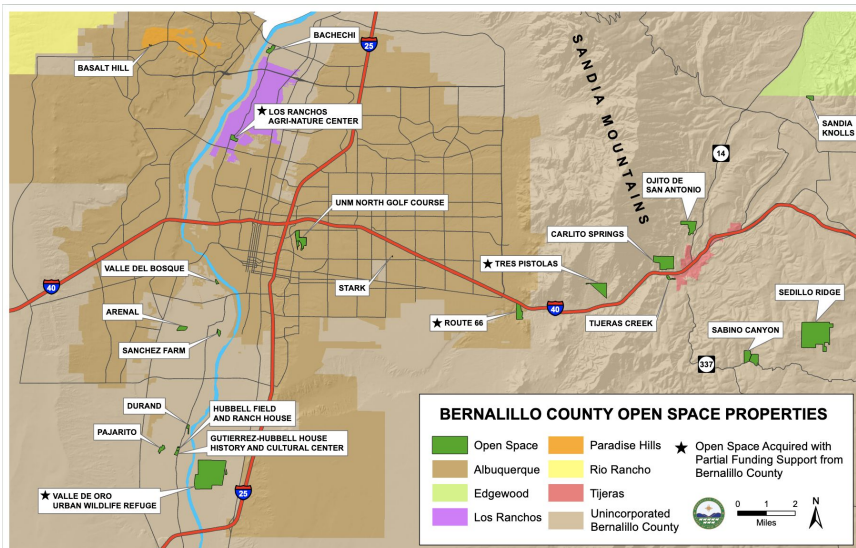 BACHECHI
25
BASALT HILL
★ LOS RANCHOS
AGRI-NATURE CENTER
SANDIA MOUNTAINS
SANDIA
KNOLLS
14
OJITO DE
SAN ANTONIO
UNM NORTH GOLF COURSE
CARLITO SPRINGS
VALLE DEL BOSQUE
★ TRES PISTOLAS
STARK
40
SEDILLO RIDGE
ARENAL
★ ROUTE 66
40
TIJERAS CREEK
SABINO CANYON
SANCHEZ FARM
337
DURAND
HUBBELL FIELD
AND RANCH HOUSE
PAJARITO
GUTIERREZ-HUBBELL HOUSE
HISTORY AND CULTURAL CENTER
★ VALLE DE ORO
URBAN WILDLIFE REFUGE
25
BERNALILLO COUNTY OPEN SPACE PROPERTIES
Open Space
Albuquerque
Edgewood
Los Ranchos
Paradise Hills
Rio Rancho
Tijeras
Unincorporated
Bernalillo County
★ Open Space Acquired with
Partial Funding Support from
Bernalillo County
0 1 2
Miles
N